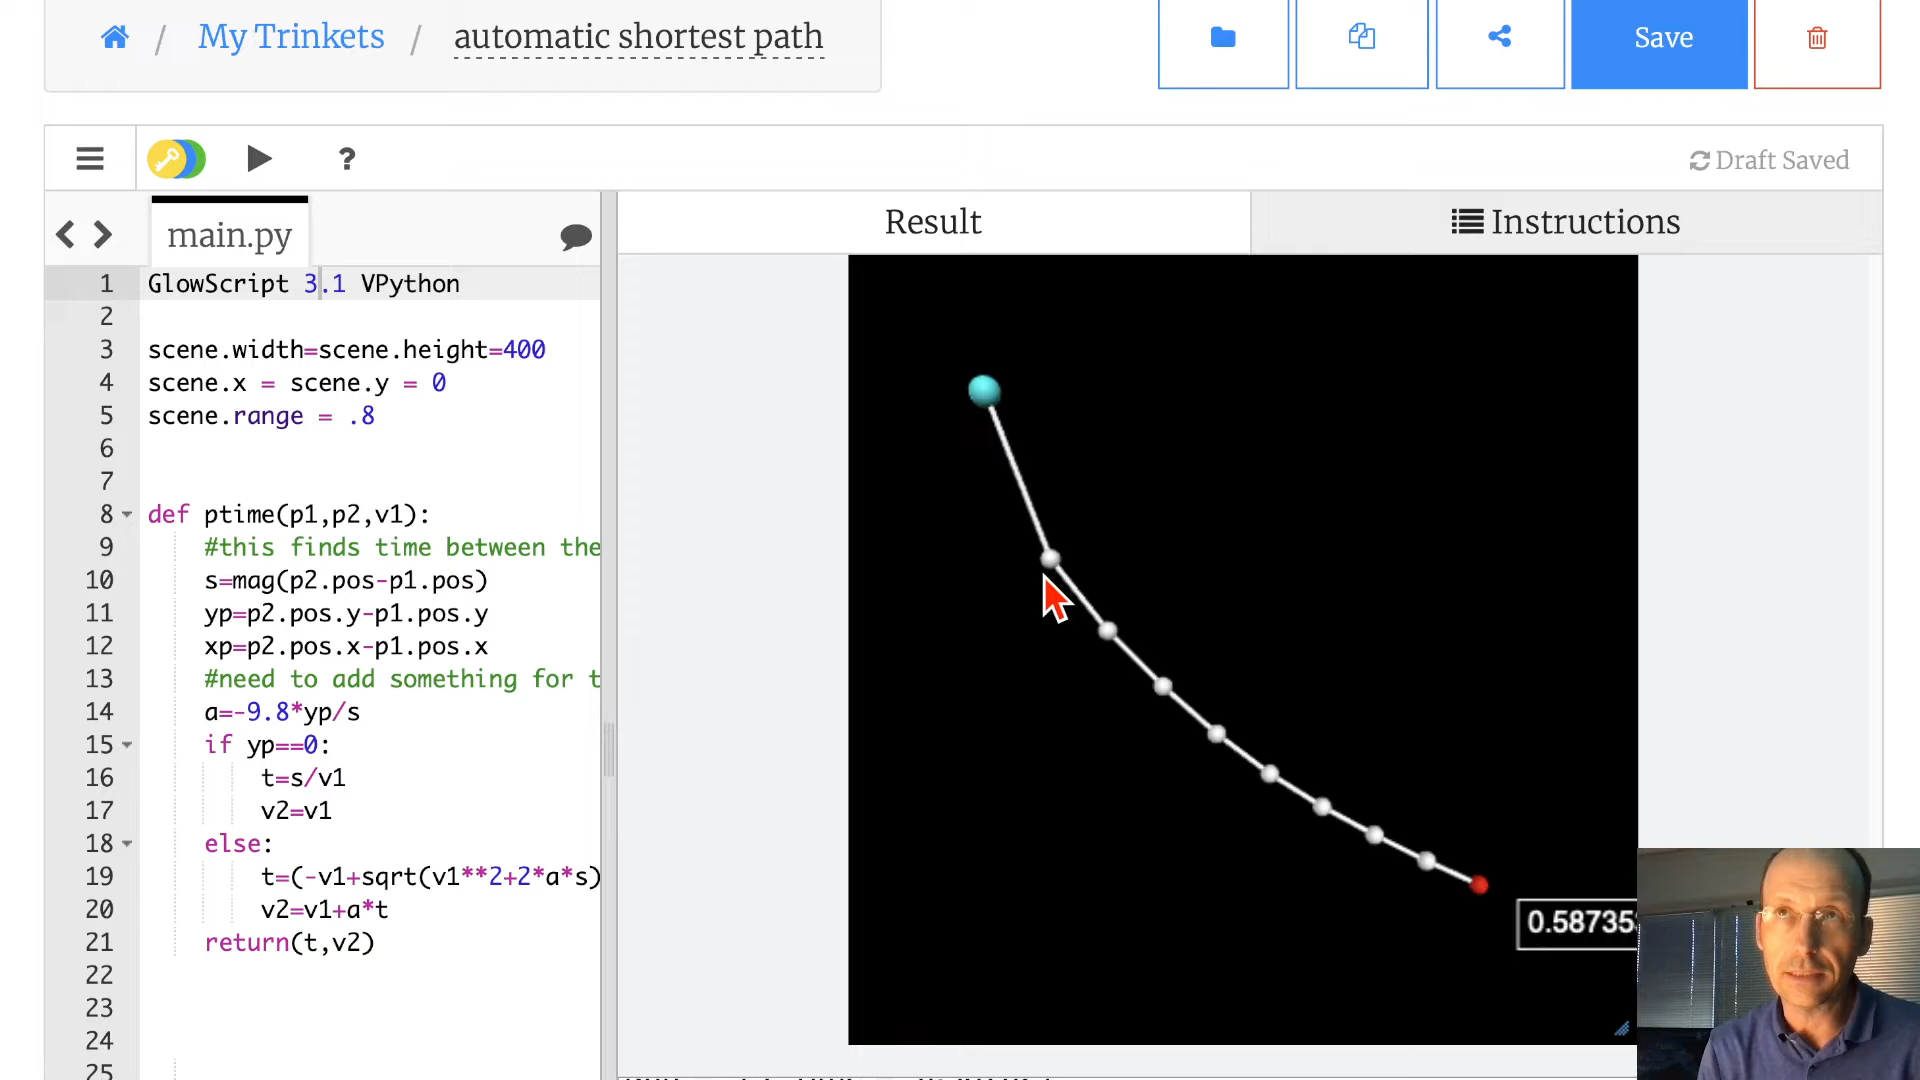 / My Trinkets / automatic shortest path
Save
?
Draft Saved
main.py
Result
Instructions
1 GlowScript 3.1 VPython
2
3 scene.width=scene.height=400
4 scene.x = scene.y = 0
5 scene.range = .8
6
7
8 def ptime(p1,p2,v1):
9 #this finds time between the
10 s=mag(p2.pos-p1.pos)
11 yp=p2.pos.y-p1.pos.y
12 xp=p2.pos.x-p1.pos.x
13 #need to add something for t
14 a=-9.8*yp/s
15 if yp==0:
16 t=s/v1
17 v2=v1
18 else:
19 t=(-v1+sqrt(v1**2+2*a*s)
20 v2=v1+a*t
21 return(t,v2)
22
23
24
25
0.58735